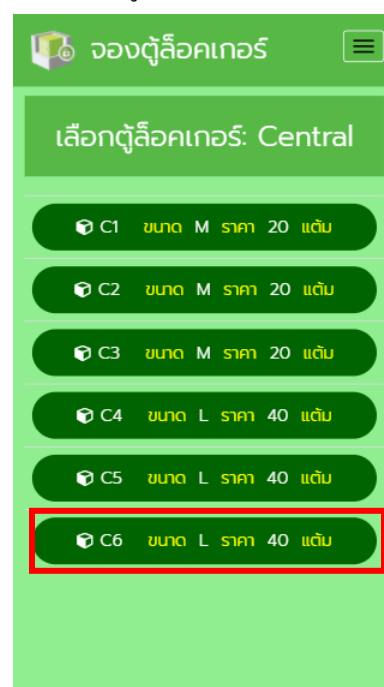 จองตู้ล็อคเกอร์
เลือกตู้ล็อคเกอร์: Central
C1 ขนาด M ราคา 20 แต้ม
C2 ขนาด M ราคา 20 แต้ม
C3 ขนาด M ราคา 20 แต้ม
C4 ขนาด L ราคา 40 แต้ม
C5 ขนาด L ราคา 40 แต้ม
C6 ขนาด L ราคา 40 แต้ม